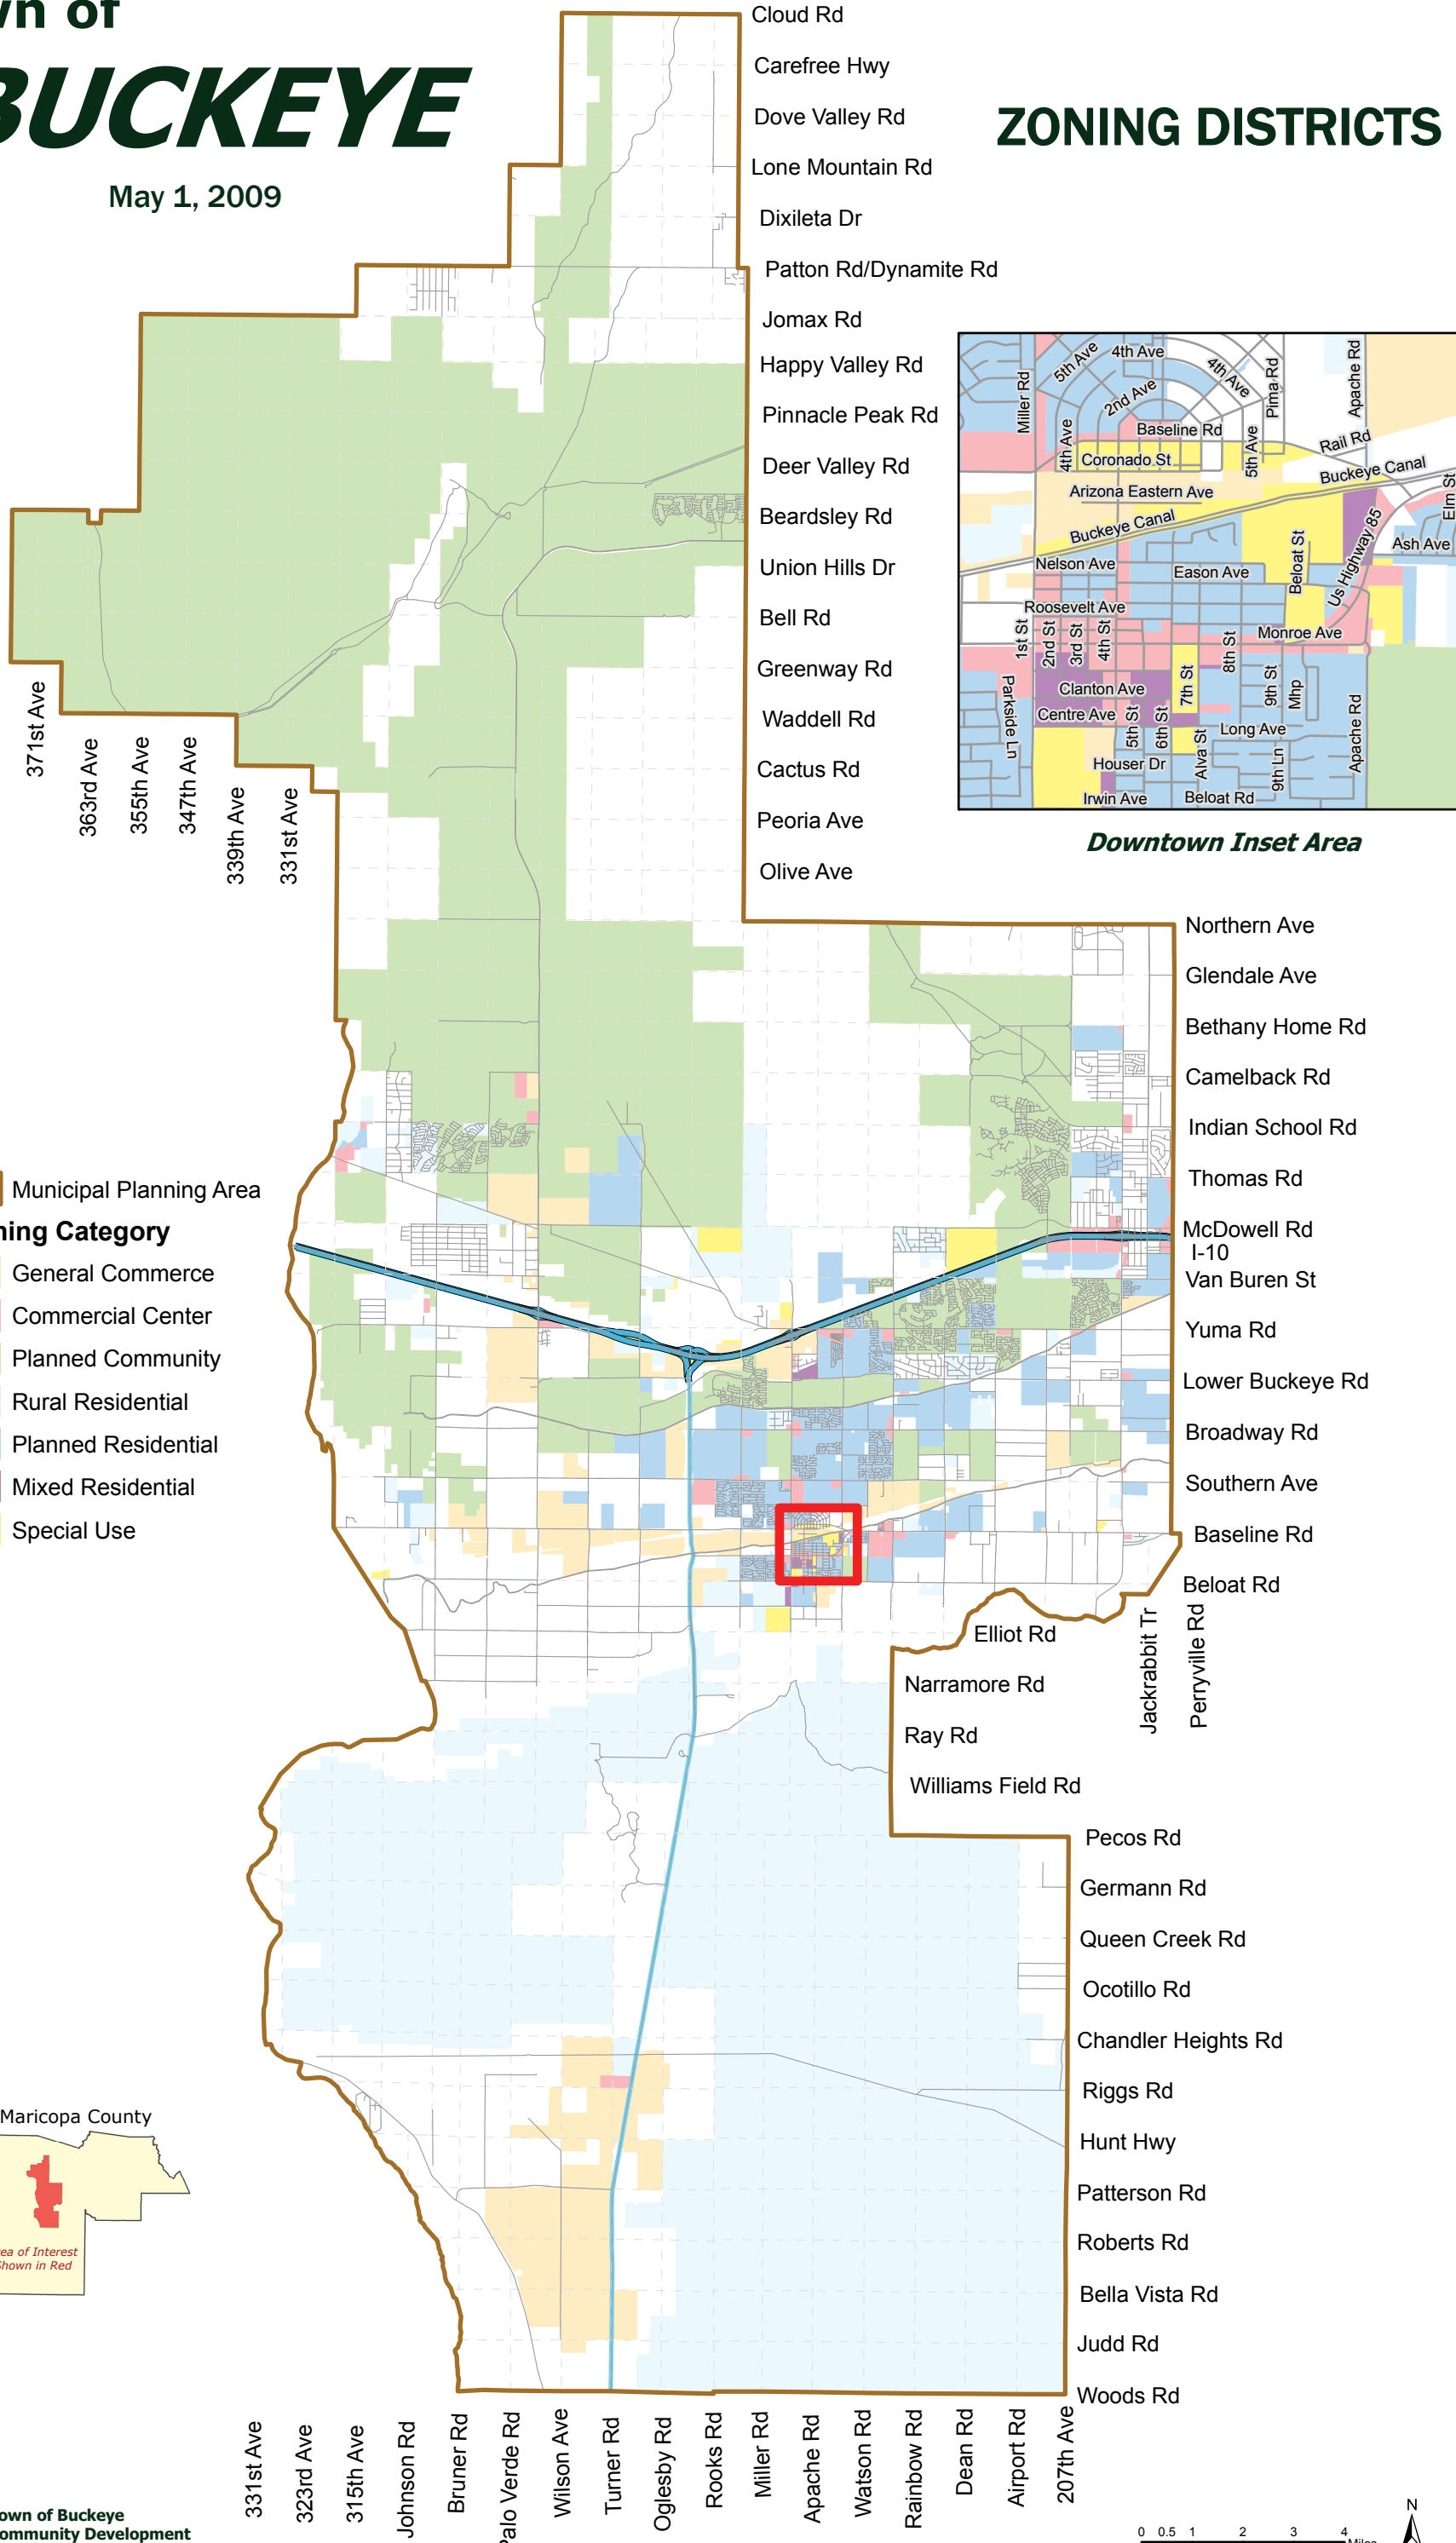 wn of
BUCKEYE
May 1, 2009
ZONING DISTRICTS
Cloud Rd
Carefree Hwy
Dove Valley Rd
Lone Mountain Rd
Dixileta Dr
Patton Rd/Dynamite Rd
Jomax Rd
Happy Valley Rd
Pinnacle Peak Rd
Deer Valley Rd
Beardsley Rd
Union Hills Dr
Bell Rd
Greenway Rd
Waddell Rd
Cactus Rd
Peoria Ave
Olive Ave
371st Ave
363rd Ave
355th Ave
347th Ave
339th Ave
331st Ave
Miller Rd
5th Ave
4th Ave
4th Ave
2nd Ave
Pima Rd
Apache Rd
4th Ave
Baseline Rd
5th Ave
Rail Rd
Coronado St
Buckeye Canal
Elm St
Arizona Eastern Ave
Buckeye Canal
Beloat St
Us Highway 85
Ash Ave
Nelson Ave
Eason Ave
Roosevelt Ave
1st St
2nd St
3rd St
4th St
8th St
Monroe Ave
Parkside Ln
Clanton Ave
7th St
9th St
Mhp
Centre Ave
5th St
6th St
Alva St
Long Ave
Apache Rd
Houser Dr
9th Ln
Irwin Ave
Beloat Rd
Downtown Inset Area
Northern Ave
Glendale Ave
Bethany Home Rd
Camelback Rd
Indian School Rd
Thomas Rd
McDowell Rd
I-10
Van Buren St
Yuma Rd
Lower Buckeye Rd
Broadway Rd
Southern Ave
Baseline Rd
Beloat Rd
Elliot Rd
Jackrabbit Tr
Perryville Rd
Narramore Rd
Ray Rd
Williams Field Rd
Pecos Rd
Germann Rd
Queen Creek Rd
Ocotillo Rd
Chandler Heights Rd
Riggs Rd
Hunt Hwy
Patterson Rd
Roberts Rd
Bella Vista Rd
Judd Rd
Woods Rd
Municipal Planning Area
ning Category
General Commerce
Commercial Center
Planned Community
Rural Residential
Planned Residential
Mixed Residential
Special Use
Maricopa County
ea of Interest
Shown in Red
331st Ave
323rd Ave
315th Ave
Johnson Rd
Bruner Rd
Palo Verde Rd
Wilson Ave
Turner Rd
Oglesby Rd
Rooks Rd
Miller Rd
Apache Rd
Watson Rd
Rainbow Rd
Dean Rd
Airport Rd
207th Ave
own of Buckeye
ommunity Development
N
0 0.5 1 2 3 4
Miles